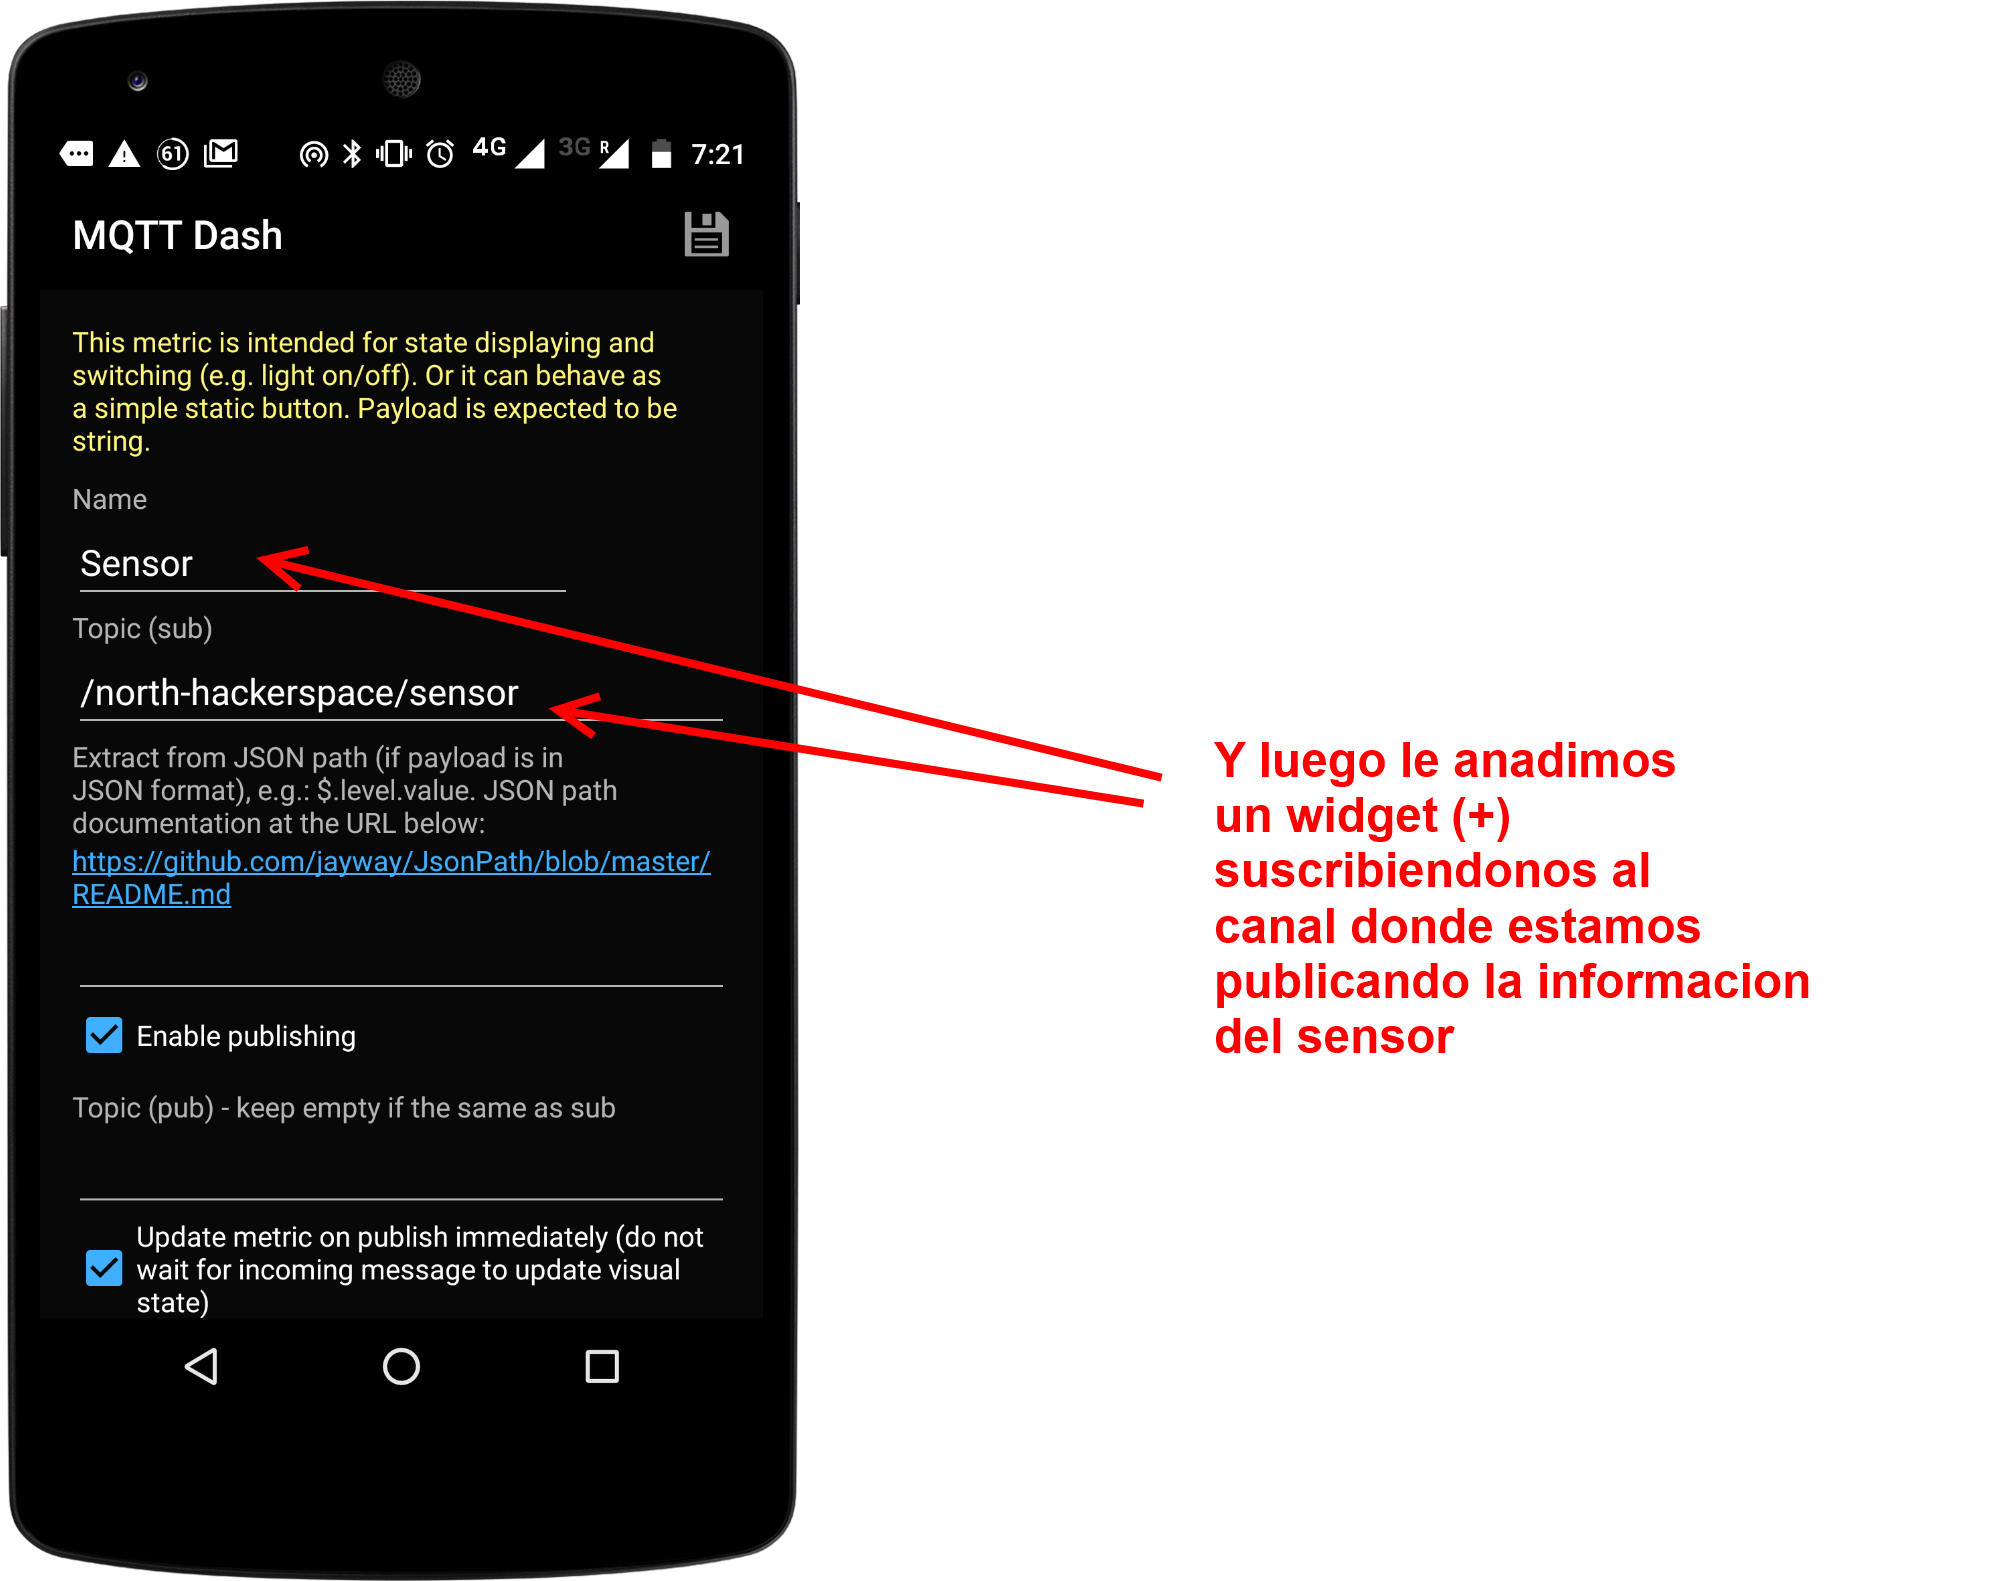 61 4G 3G R 7:21
MQTT Dash
This metric is intended for state displaying and
switching (e.g. light on/off). Or it can behave as
a simple static button. Payload is expected to be
string.
Name
Sensor
Topic (sub)
/north-hackerspace/sensor
Extract from JSON path (if payload is in
JSON format), e.g.: $.level.value. JSON path
documentation at the URL below:
https://github.com/jayway/JsonPath/blob/master/
README.md
Enable publishing
Topic (pub) - keep empty if the same as sub
Update metric on publish immediately (do not
wait for incoming message to update visual
state)
Y luego le anadimos
un widget (+)
suscribiendonos al
canal donde estamos
publicando la informacion
del sensor